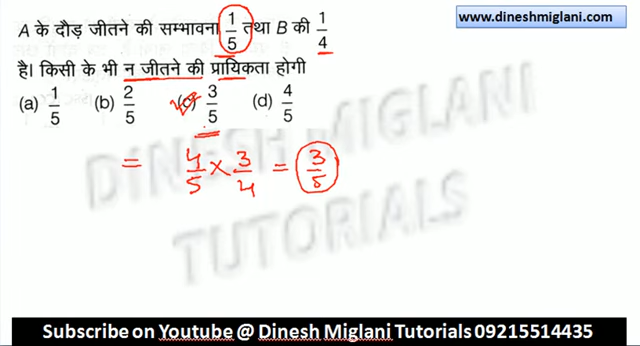 www.dineshmiglani.com
A के दौड़ जीतने की सम्भावना 1/5 तथा B की 1/4
है। किसी के भी न जीतने की प्रायिकता होगी
(a) 1/5 (b) 2/5 (c) 3/5 (d) 4/5
= 4/5 × 3/4 = 3/5
DINESH MIGLANI
TUTORIALS
Subscribe on Youtube @ Dinesh Miglani Tutorials 09215514435